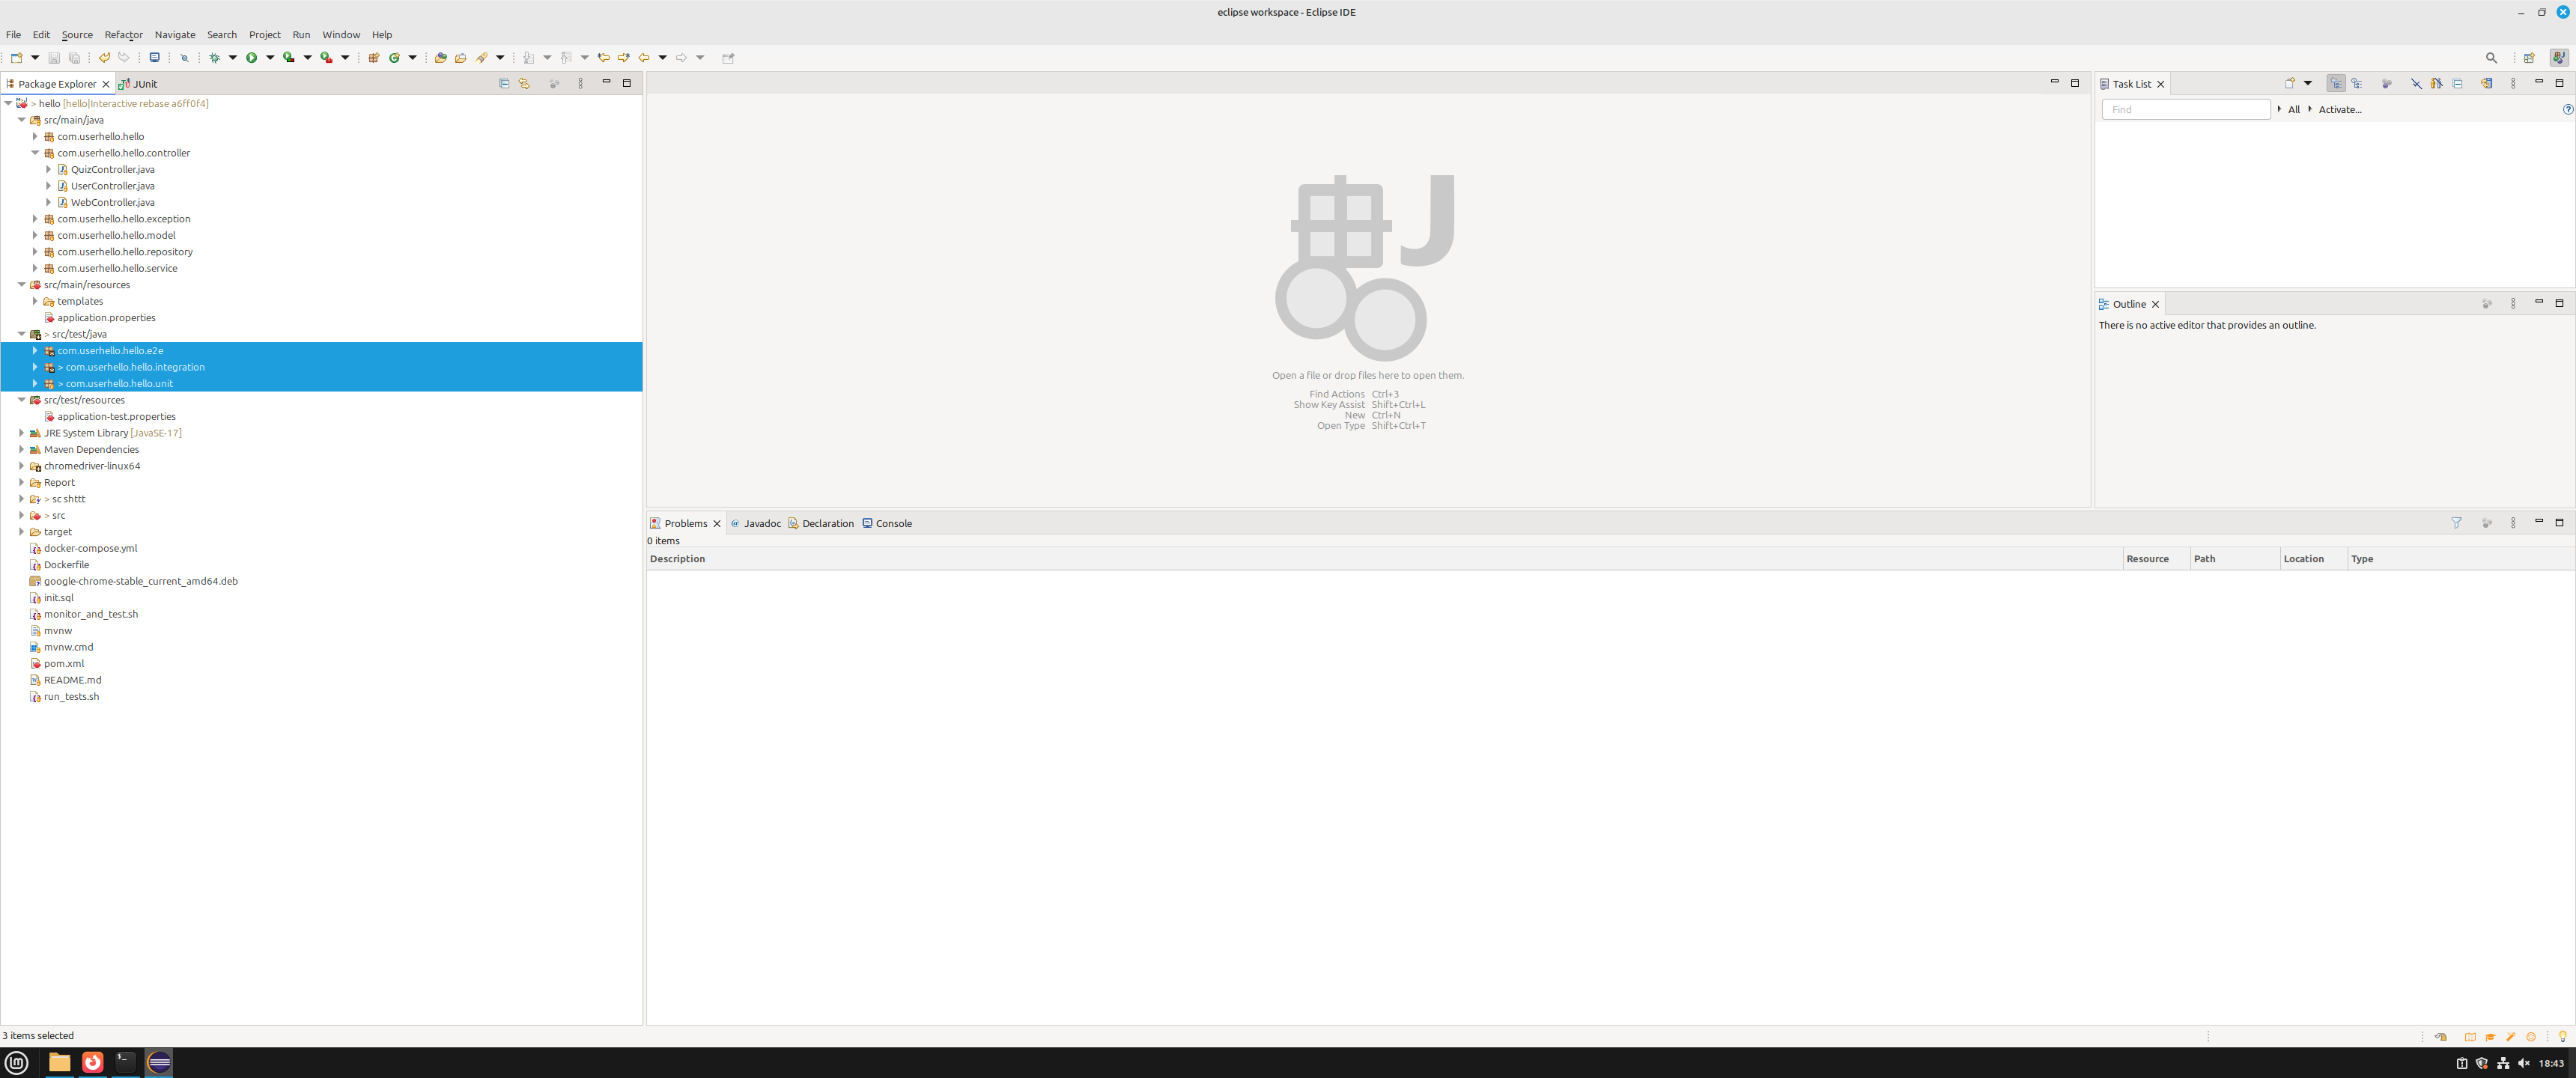 eclipse workspace - Eclipse IDE
File Edit Source Refactor Navigate Search Project Run Window Help
Package Explorer JUnit
> hello [hello|Interactive rebase a6ff0f4]
src/main/java
com.userhello.hello
com.userhello.hello.controller
QuizController.java
UserController.java
WebController.java
com.userhello.hello.exception
com.userhello.hello.model
com.userhello.hello.repository
com.userhello.hello.service
src/main/resources
templates
application.properties
> src/test/java
com.userhello.hello.e2e
> com.userhello.hello.integration
> com.userhello.hello.unit
src/test/resources
application-test.properties
JRE System Library [JavaSE-17]
Maven Dependencies
chromedriver-linux64
Report
> sc shttt
> src
target
docker-compose.yml
Dockerfile
google-chrome-stable_current_amd64.deb
init.sql
monitor_and_test.sh
mvnw
mvnw.cmd
pom.xml
README.md
run_tests.sh
Open a file or drop files here to open them.
Find Actions Ctrl+3
Show Key Assist Shift+Ctrl+L
New Ctrl+N
Open Type Shift+Ctrl+T
Task List
Find All Activate...
Outline
There is no active editor that provides an outline.
Problems Javadoc Declaration Console
0 items
Description Resource Path Location Type
3 items selected
18:43